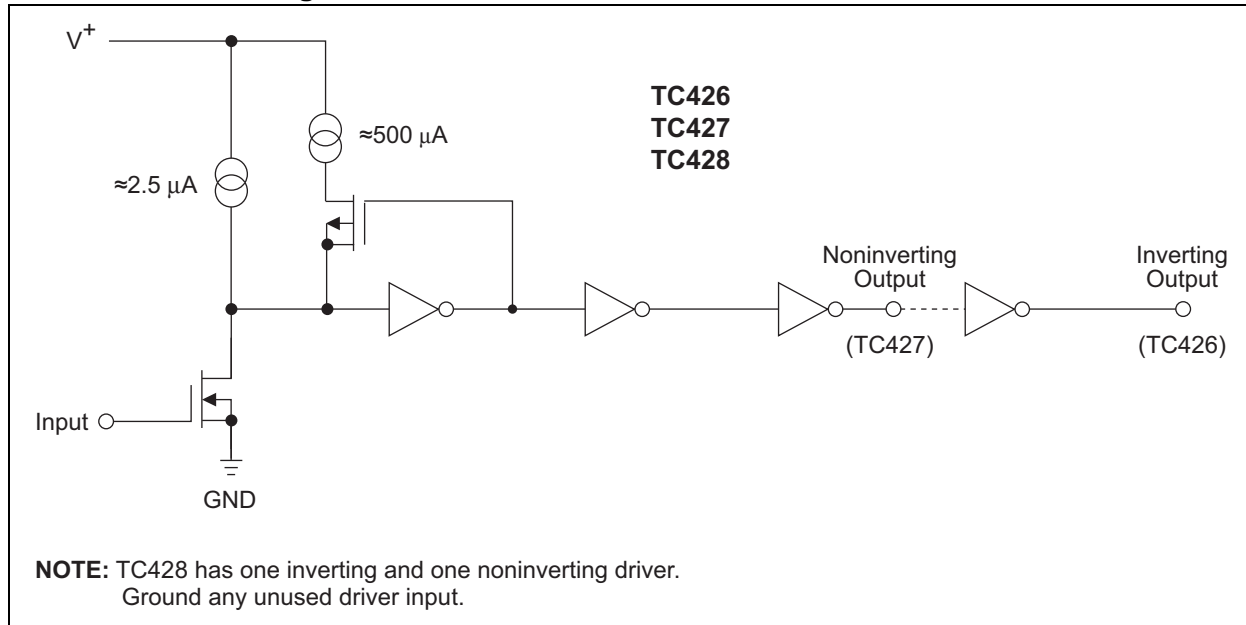 V+
TC426
TC427
TC428
≈500 μA
≈2.5 μA
Noninverting
Output
Inverting
Output
(TC427)
(TC426)
Input
GND
NOTE: TC428 has one inverting and one noninverting driver.
Ground any unused driver input.